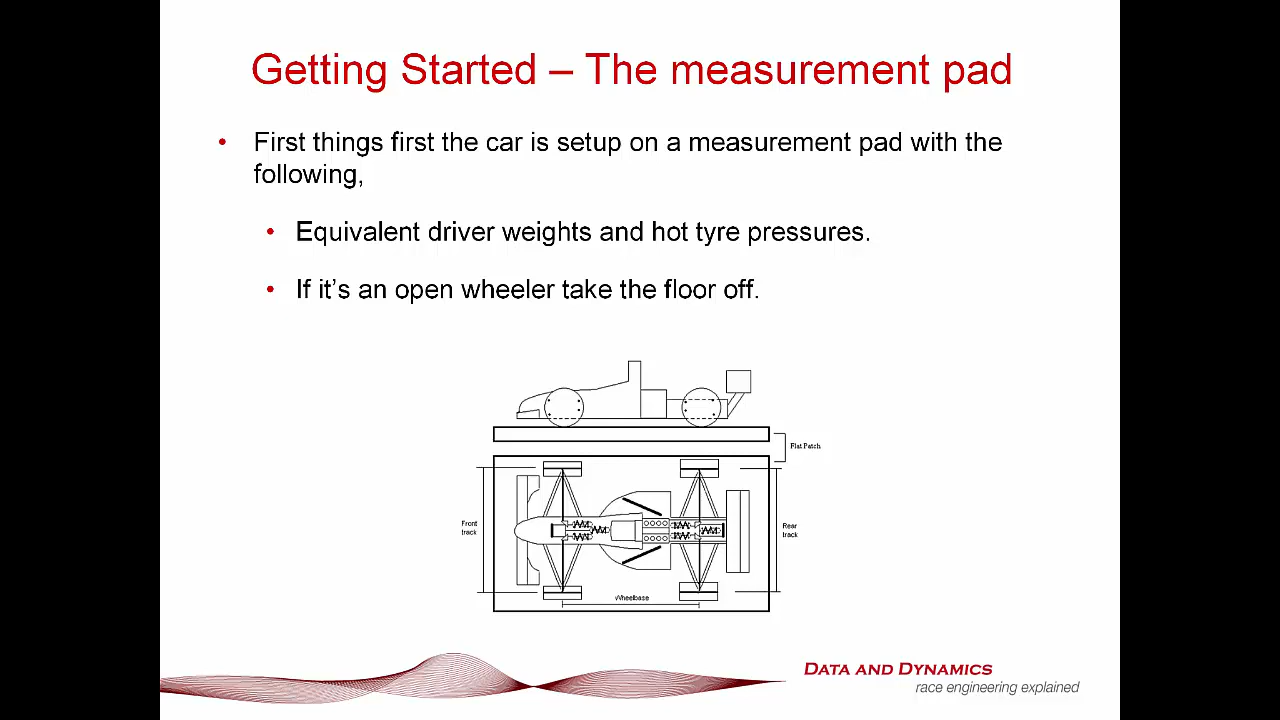 Getting Started – The measurement pad
• First things first the car is setup on a measurement pad with the
following,
• Equivalent driver weights and hot tyre pressures.
• If it’s an open wheeler take the floor off.
Flat Patch
Front
track
Rear
track
Wheelbase
DATA AND DYNAMICS
race engineering explained